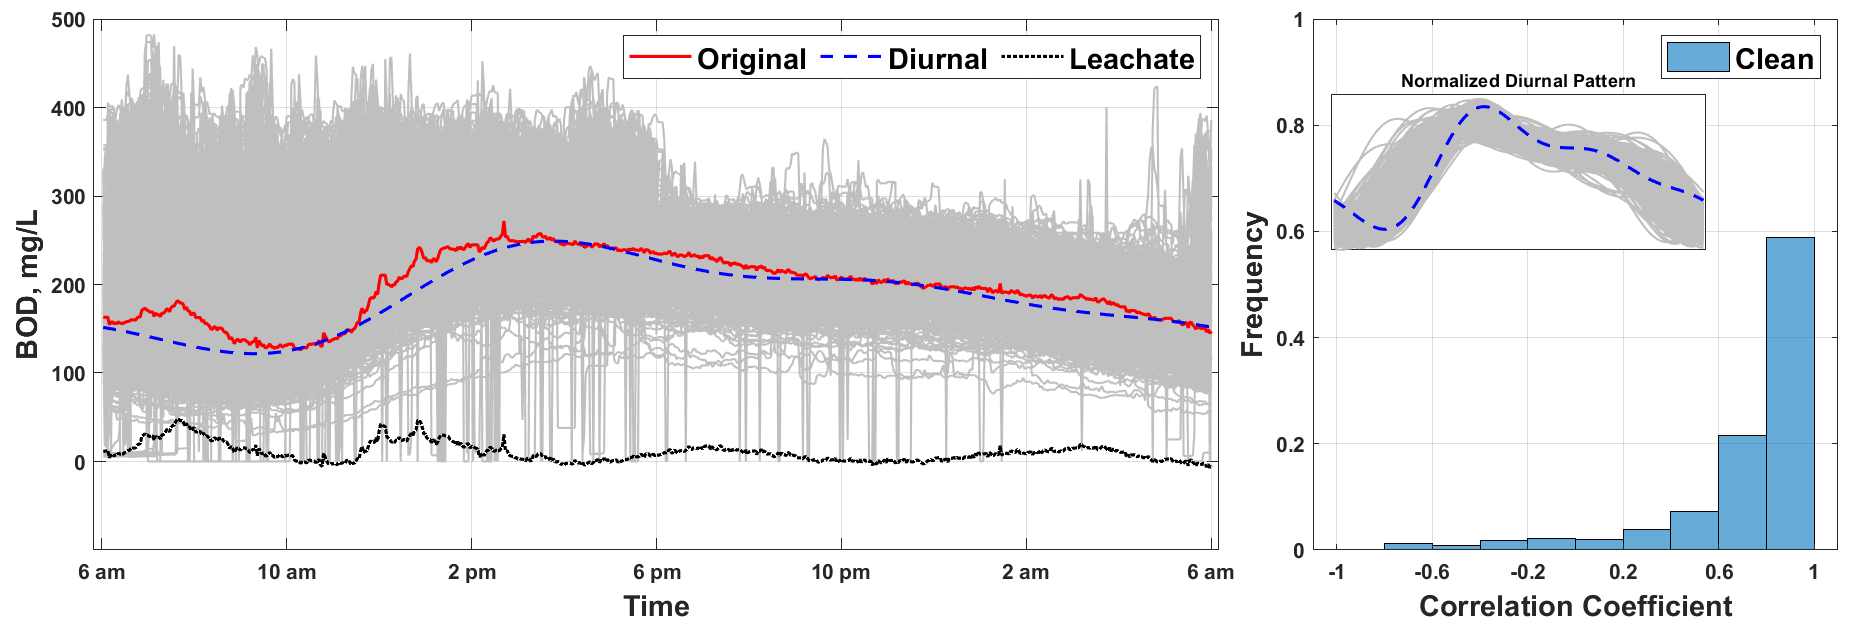 500
400
300
200
100
0
BOD, mg/L
Original Diurnal Leachate
6 am 10 am 2 pm 6 pm 10 pm 2 am 6 am
Time
1
0.8
0.6
0.4
0.2
0
Frequency
Clean
Normalized Diurnal Pattern
-1 -0.6 -0.2 0.2 0.6 1
Correlation Coefficient